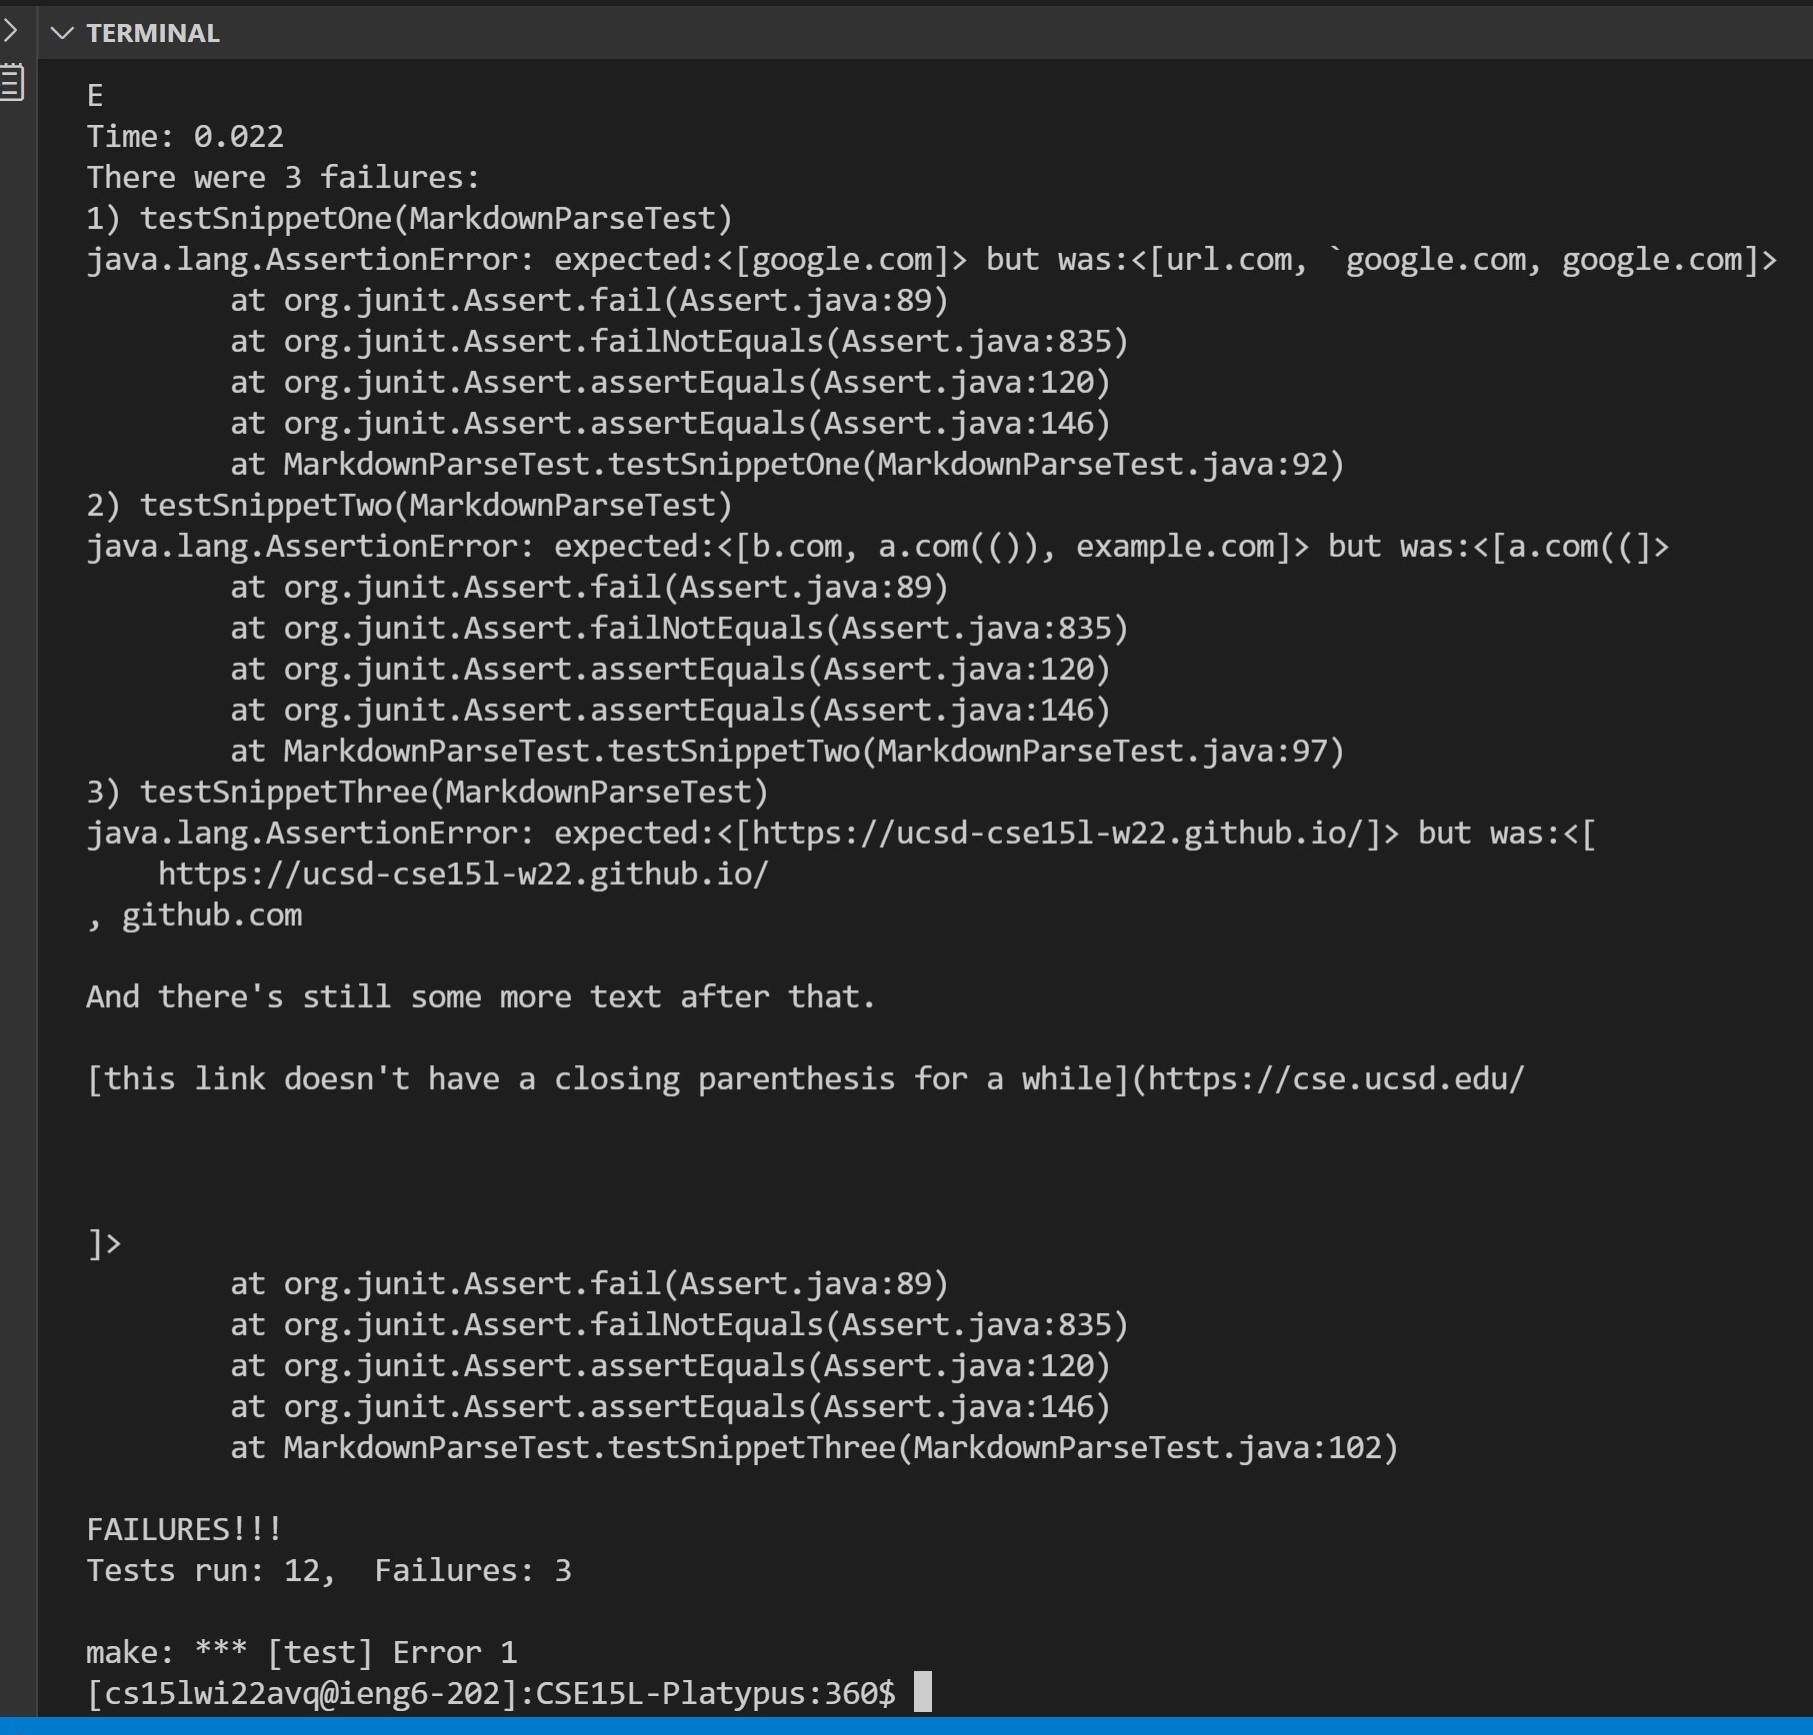 TERMINAL
E
Time: 0.022
There were 3 failures:
1) testSnippetOne(MarkdownParseTest)
java.lang.AssertionError: expected:<[google.com]> but was:<[url.com, `google.com, google.com]>
        at org.junit.Assert.fail(Assert.java:89)
        at org.junit.Assert.failNotEquals(Assert.java:835)
        at org.junit.Assert.assertEquals(Assert.java:120)
        at org.junit.Assert.assertEquals(Assert.java:146)
        at MarkdownParseTest.testSnippetOne(MarkdownParseTest.java:92)
2) testSnippetTwo(MarkdownParseTest)
java.lang.AssertionError: expected:<[b.com, a.com(()), example.com]> but was:<[a.com((]>
        at org.junit.Assert.fail(Assert.java:89)
        at org.junit.Assert.failNotEquals(Assert.java:835)
        at org.junit.Assert.assertEquals(Assert.java:120)
        at org.junit.Assert.assertEquals(Assert.java:146)
        at MarkdownParseTest.testSnippetTwo(MarkdownParseTest.java:97)
3) testSnippetThree(MarkdownParseTest)
java.lang.AssertionError: expected:<[https://ucsd-cse15l-w22.github.io/]> but was:<[
    https://ucsd-cse15l-w22.github.io/
, github.com

And there's still some more text after that.

[this link doesn't have a closing parenthesis for a while](https://cse.ucsd.edu/



]>
        at org.junit.Assert.fail(Assert.java:89)
        at org.junit.Assert.failNotEquals(Assert.java:835)
        at org.junit.Assert.assertEquals(Assert.java:120)
        at org.junit.Assert.assertEquals(Assert.java:146)
        at MarkdownParseTest.testSnippetThree(MarkdownParseTest.java:102)

FAILURES!!!
Tests run: 12,  Failures: 3

make: *** [test] Error 1
[cs15lwi22avq@ieng6-202]:CSE15L-Platypus:360$